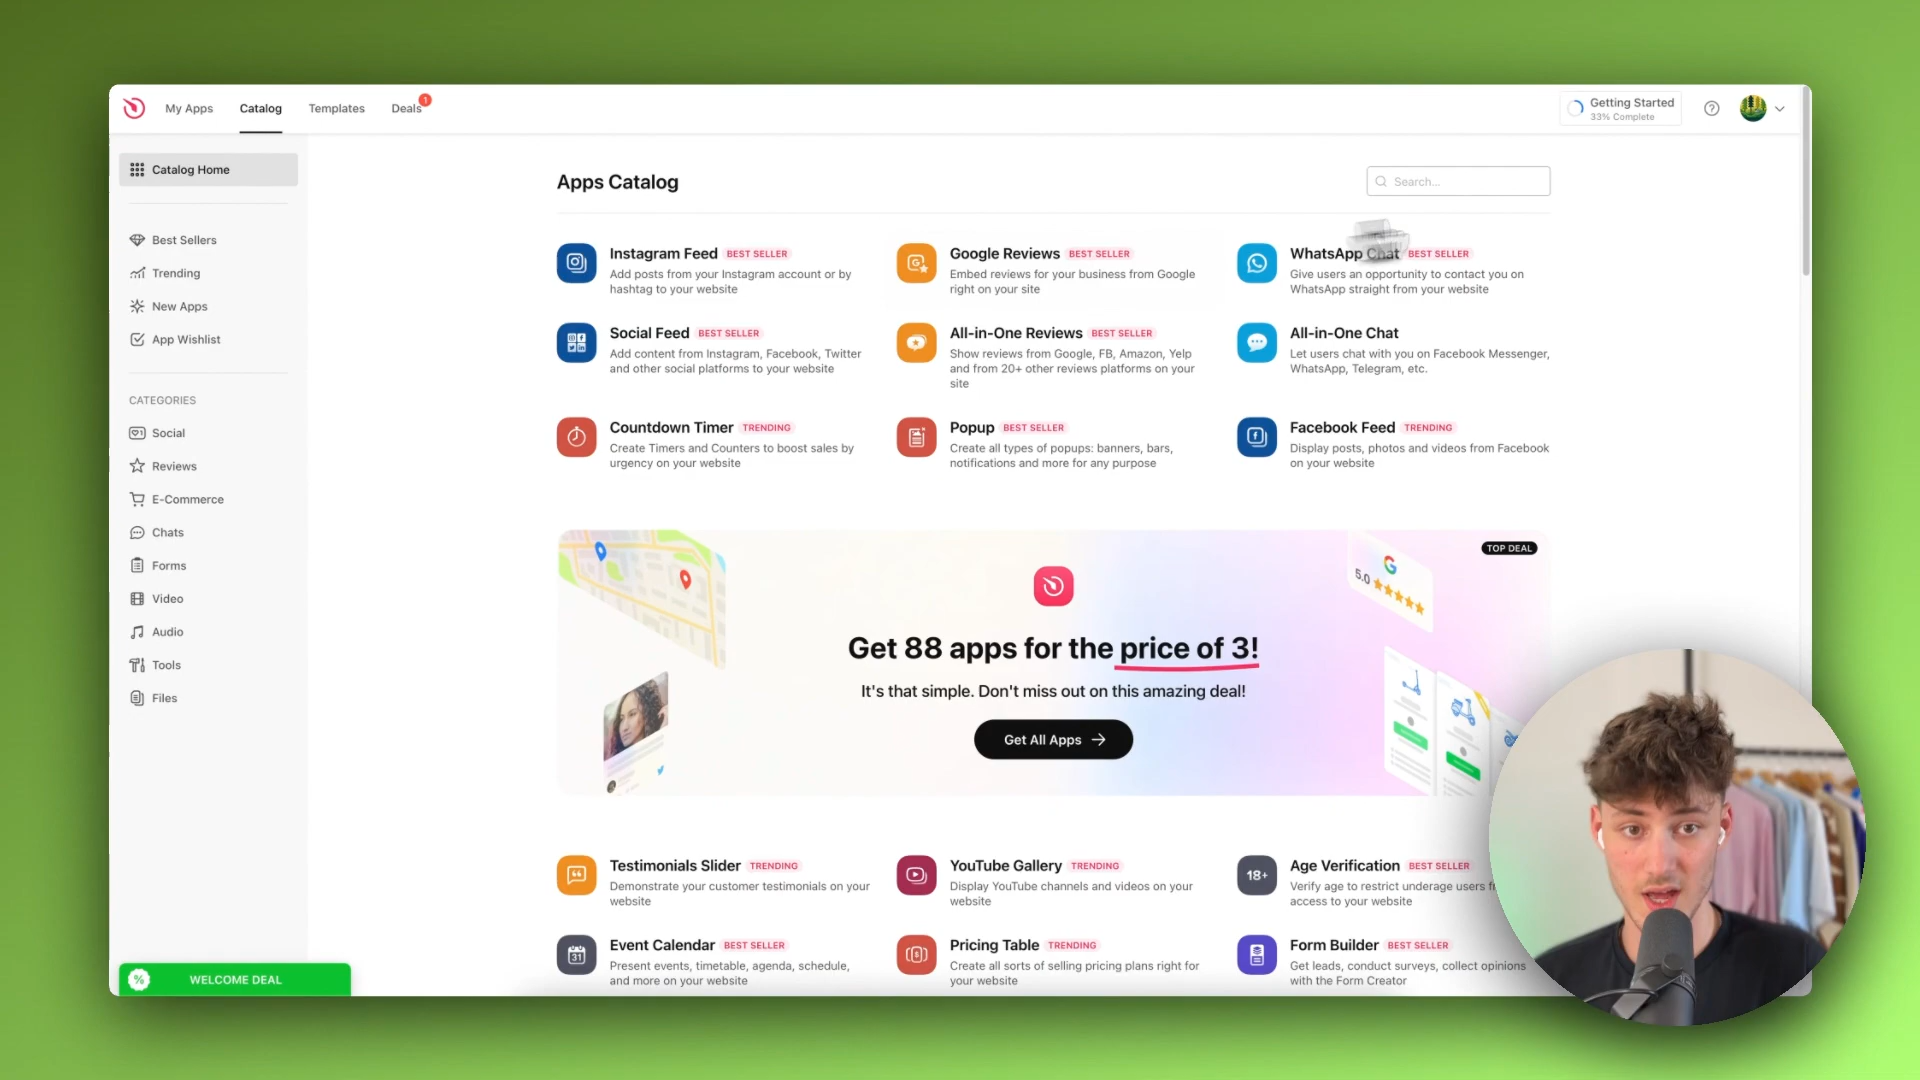 My Apps
Catalog
Templates
Deals
1
Getting Started
33% Complete
Catalog Home
Best Sellers
Trending
New Apps
App Wishlist
CATEGORIES
Social
Reviews
E-Commerce
Chats
Forms
Video
Audio
Tools
Files
WELCOME DEAL
Apps Catalog
Search...
Instagram Feed BEST SELLER
Add posts from your Instagram account or by
hashtag to your website
Google Reviews BEST SELLER
Embed reviews for your business from Google
right on your site
WhatsApp Chat BEST SELLER
Give users an opportunity to contact you on
WhatsApp straight from your website
Social Feed BEST SELLER
Add content from Instagram, Facebook, Twitter
and other social platforms to your website
All-in-One Reviews BEST SELLER
Show reviews from Google, FB, Amazon, Yelp
and from 20+ other reviews platforms on your
site
All-in-One Chat
Let users chat with you on Facebook Messenger,
WhatsApp, Telegram, etc.
Countdown Timer TRENDING
Create Timers and Counters to boost sales by
urgency on your website
Popup BEST SELLER
Create all types of popups: banners, bars,
notifications and more for any purpose
Facebook Feed TRENDING
Display posts, photos and videos from Facebook
on your website
TOP DEAL
5.0
Get 88 apps for the price of 3!
It's that simple. Don't miss out on this amazing deal!
Get All Apps
Testimonials Slider TRENDING
Demonstrate your customer testimonials on your
website
YouTube Gallery TRENDING
Display YouTube channels and videos on your
website
18+
Age Verification BEST SELLER
Verify age to restrict underage users
access to your website
31
Event Calendar BEST SELLER
Present events, timetable, agenda, schedule,
and more on your website
Pricing Table TRENDING
Create all sorts of selling pricing plans right for
your website
Form Builder BEST SELLER
Get leads, conduct surveys, collect opinions
with the Form Creator